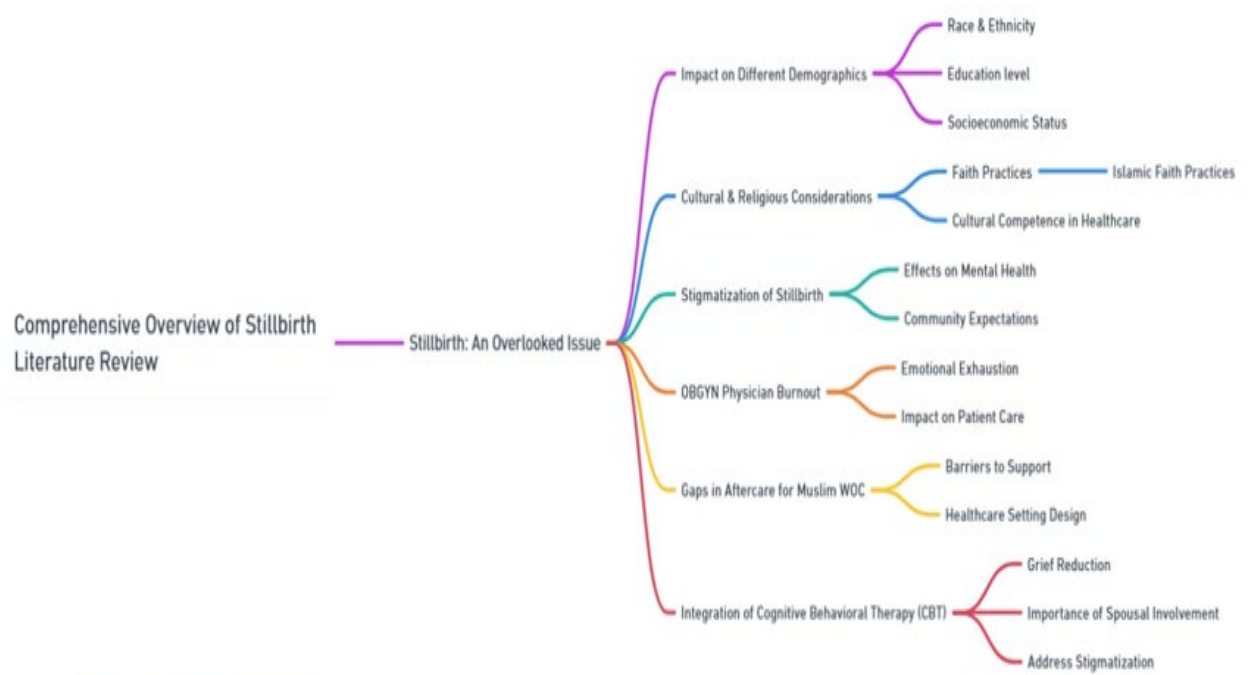 Comprehensive Overview of Stillbirth
Literature Review
Stillbirth: An Overlooked Issue
Impact on Different Demographics
Race & Ethnicity
Education level
Socioeconomic Status
Cultural & Religious Considerations
Faith Practices
Islamic Faith Practices
Cultural Competence in Healthcare
Stigmatization of Stillbirth
Effects on Mental Health
Community Expectations
OBGYN Physician Burnout
Emotional Exhaustion
Impact on Patient Care
Gaps in Aftercare for Muslim WOC
Barriers to Support
Healthcare Setting Design
Integration of Cognitive Behavioral Therapy (CBT)
Grief Reduction
Importance of Spousal Involvement
Address Stigmatization